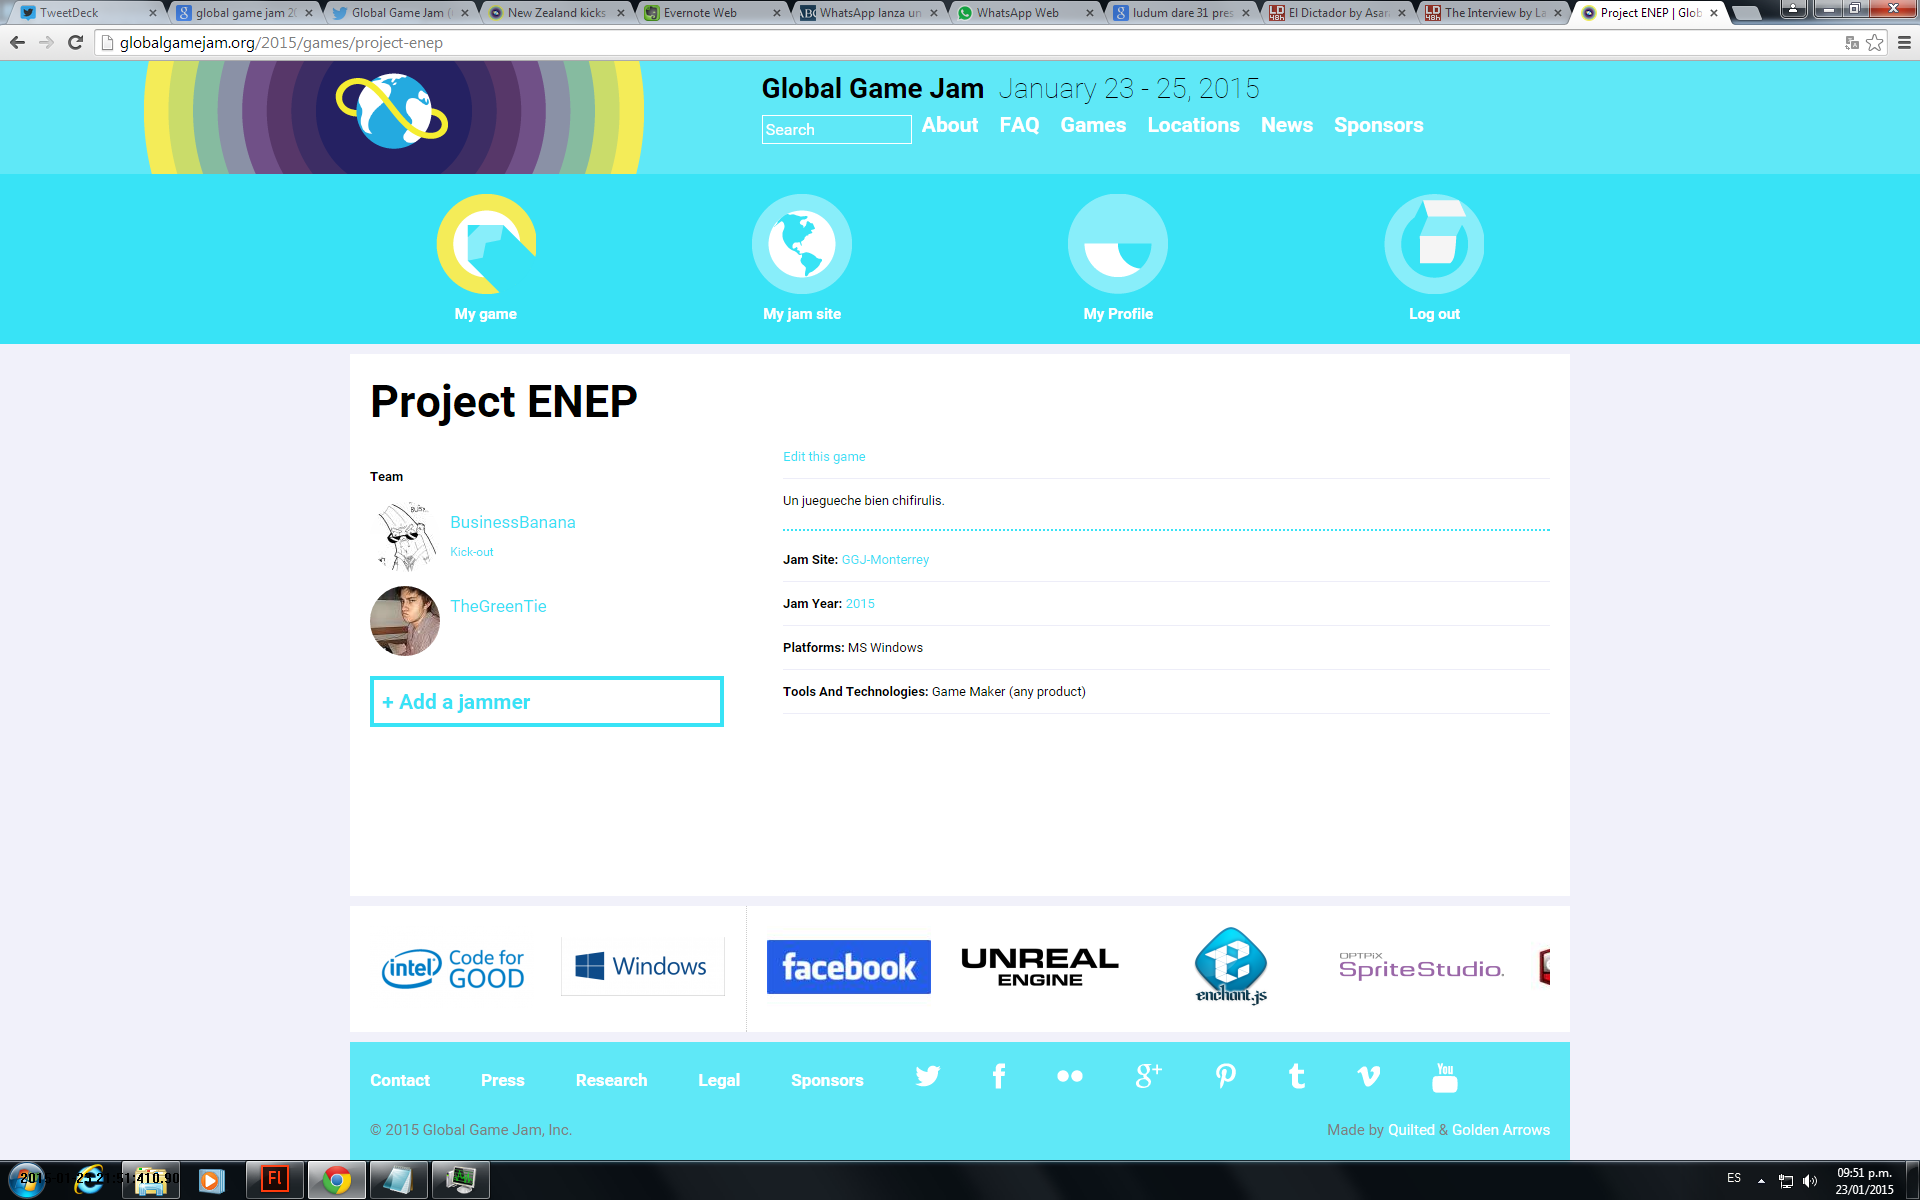 TweetDeck
global game jam 20
Global Game Jam (
New Zealand kicks
Evernote Web
WhatsApp lanza un
WhatsApp Web
ludum dare 31 pres
El Dictador by Asar
The Interview by La
Project ENEP | Glob
globalgamejam.org/2015/games/project-enep
Global Game Jam January 23 - 25, 2015
Search
About
FAQ
Games
Locations
News
Sponsors
My game
My jam site
My Profile
Log out
Project ENEP
Team
BusinessBanana
Kick-out
TheGreenTie
+ Add a jammer
Edit this game
Un juegueche bien chifirulis.
Jam Site: GGJ-Monterrey
Jam Year: 2015
Platforms: MS Windows
Tools And Technologies: Game Maker (any product)
intel Code for
GOOD
Windows
facebook
UNREAL
ENGINE
enchant.js
OPTPiX
SpriteStudio.
Contact
Press
Research
Legal
Sponsors
You
© 2015 Global Game Jam, Inc.
Made by Quilted & Golden Arrows
Fl
ES
09:51 p.m.
23/01/2015